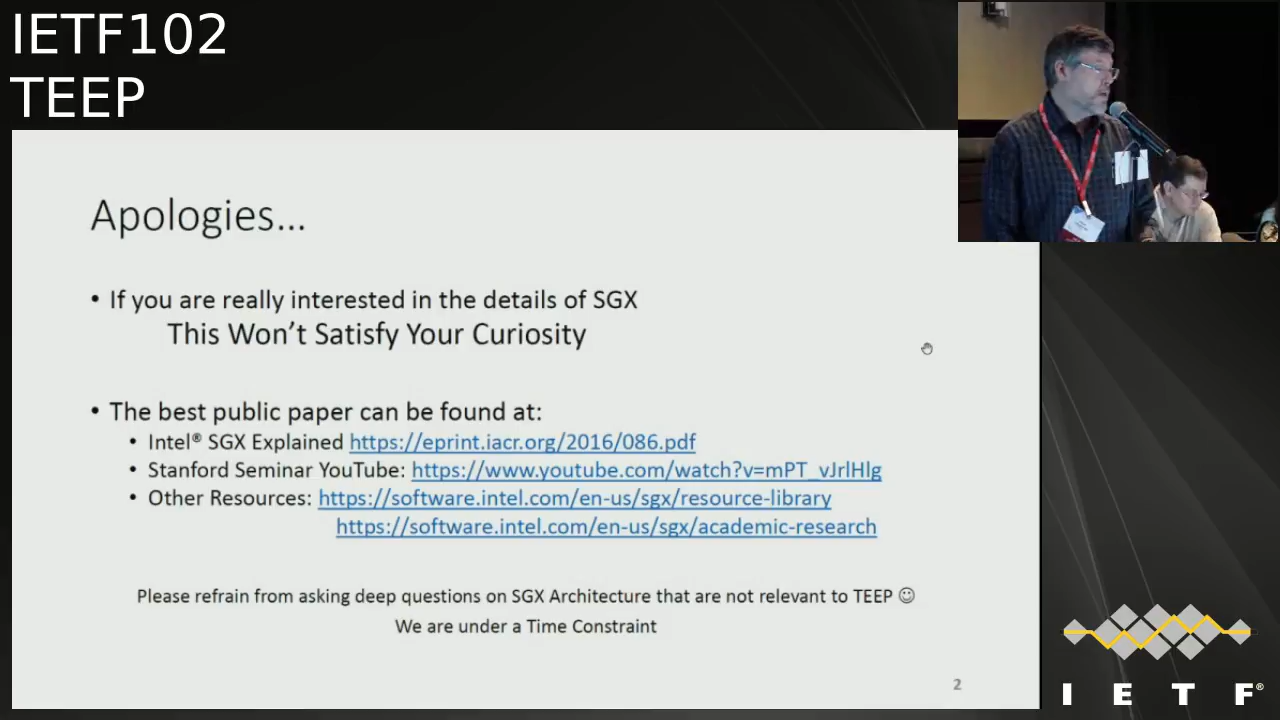 IETF102
TEEP
Apologies...
• If you are really interested in the details of SGX
This Won't Satisfy Your Curiosity
• The best public paper can be found at:
• Intel® SGX Explained https://eprint.iacr.org/2016/086.pdf
• Stanford Seminar YouTube: https://www.youtube.com/watch?v=mPT_vJrlHlg
• Other Resources: https://software.intel.com/en-us/sgx/resource-library
https://software.intel.com/en-us/sgx/academic-research
Please refrain from asking deep questions on SGX Architecture that are not relevant to TEEP ☺
We are under a Time Constraint
2
I E T F®